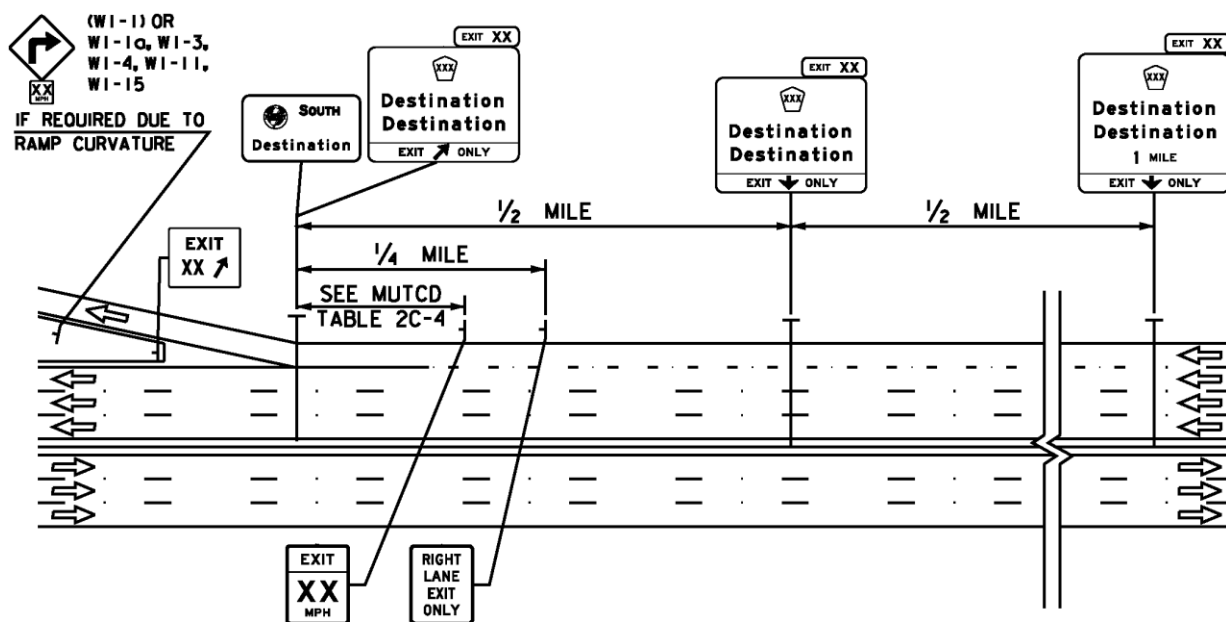 (W1-1) OR
W1-1a, W1-3,
W1-4, W1-11,
W1-15
XX
MPH
IF REQUIRED DUE TO
RAMP CURVATURE
SOUTH
Destination
EXIT XX
XXX
Destination
Destination
EXIT ONLY
EXIT XX
XXX
Destination
Destination
EXIT ONLY
EXIT XX
XXX
Destination
Destination
1 MILE
EXIT ONLY
1/2 MILE
1/2 MILE
1/4 MILE
EXIT
XX
SEE MUTCD
TABLE 2C-4
EXIT
XX
MPH
RIGHT
LANE
EXIT
ONLY